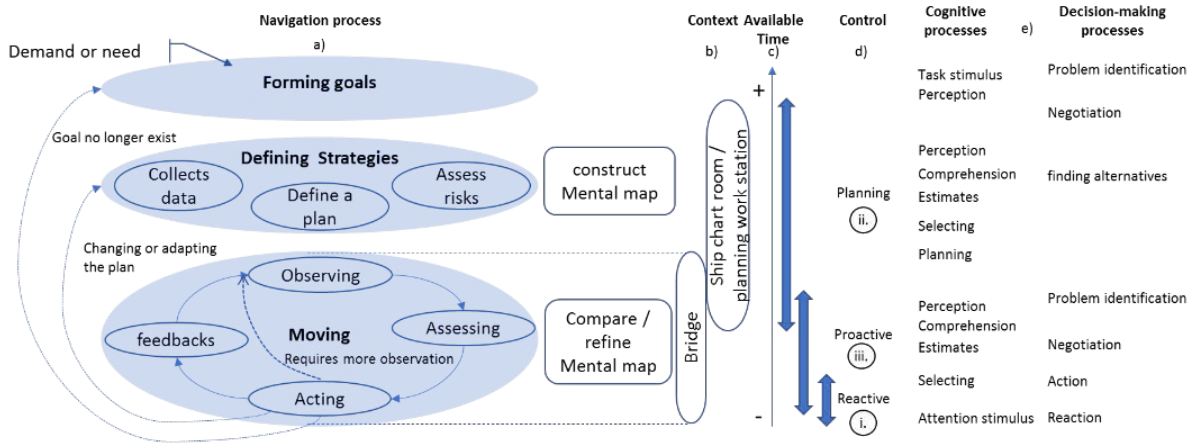 Navigation process
a)
Context
b)
Available
Time
c)
Control
d)
Cognitive
processes
e)
Decision-making
processes
Demand or need
Forming goals
Goal no longer exist
Defining Strategies
Collects
data
Define a
plan
Assess
risks
construct
Mental map
Changing or adapting
the plan
Observing
Assessing
Acting
feedbacks
Moving
Requires more observation
Compare /
refine
Mental map
Bridge
Ship chart room /
planning work station
+
-
Planning
ii.
Proactive
iii.
Reactive
i.
Task stimulus
Perception
Perception
Comprehension
Estimates
Selecting
Planning
Perception
Comprehension
Estimates
Selecting
Attention stimulus
Problem identification
Negotiation
finding alternatives
Problem identification
Negotiation
Action
Reaction